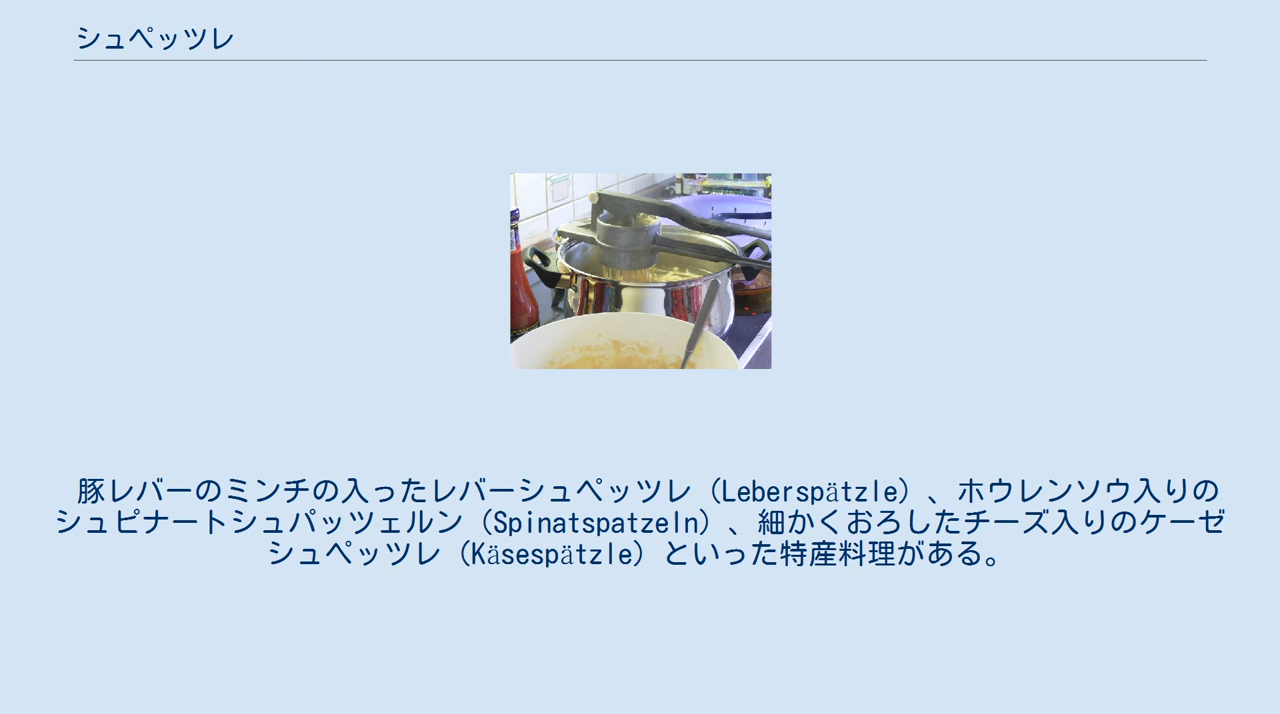 シュペッツレ
豚レバーのミンチの入ったレバーシュペッツレ（Leberspätzle）、ホウレンソウ入りの
シュピナートシュパッツェルン（Spinatspatzeln）、細かくおろしたチーズ入りのケーゼ
シュペッツレ（Käsespätzle）といった特産料理がある。